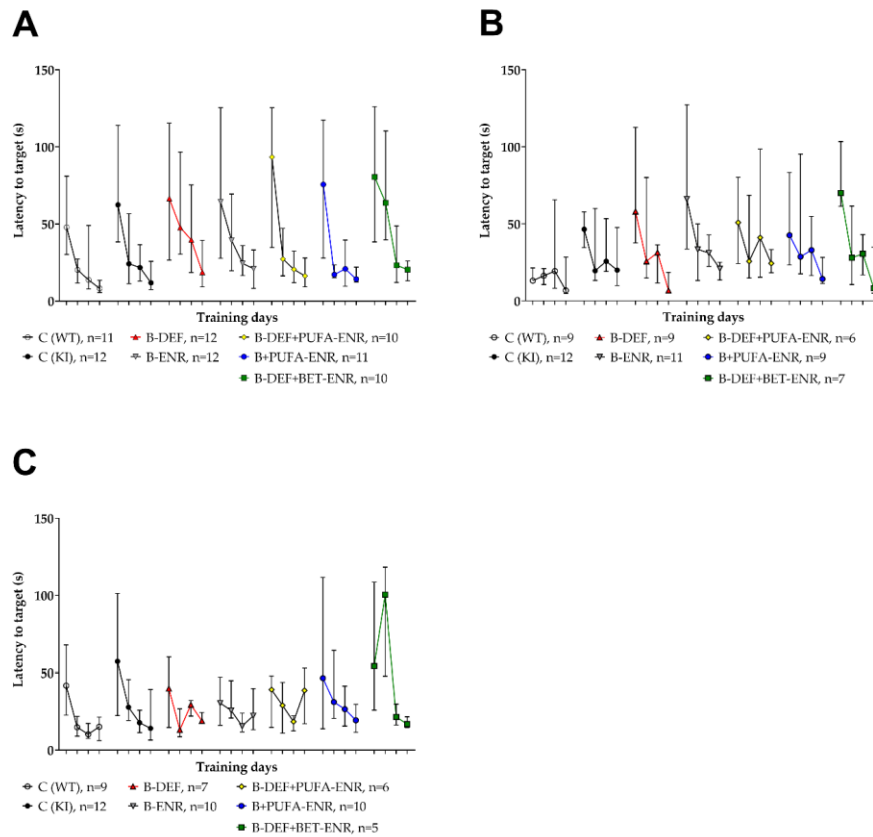 A
150
100
50
0
Latency to target (s)
Training days
C (WT), n=11
B-DEF, n=12
B-DEF+PUFA-ENR, n=10
C (KI), n=12
B-ENR, n=12
B+PUFA-ENR, n=11
B-DEF+BET-ENR, n=10
B
150
100
50
0
Latency to target (s)
Training days
C (WT), n=9
B-DEF, n=9
B-DEF+PUFA-ENR, n=6
C (KI), n=12
B-ENR, n=11
B+PUFA-ENR, n=9
B-DEF+BET-ENR, n=7
C
150
100
50
0
Latency to target (s)
Training days
C (WT), n=9
B-DEF, n=7
B-DEF+PUFA-ENR, n=6
C (KI), n=12
B-ENR, n=10
B+PUFA-ENR, n=10
B-DEF+BET-ENR, n=5